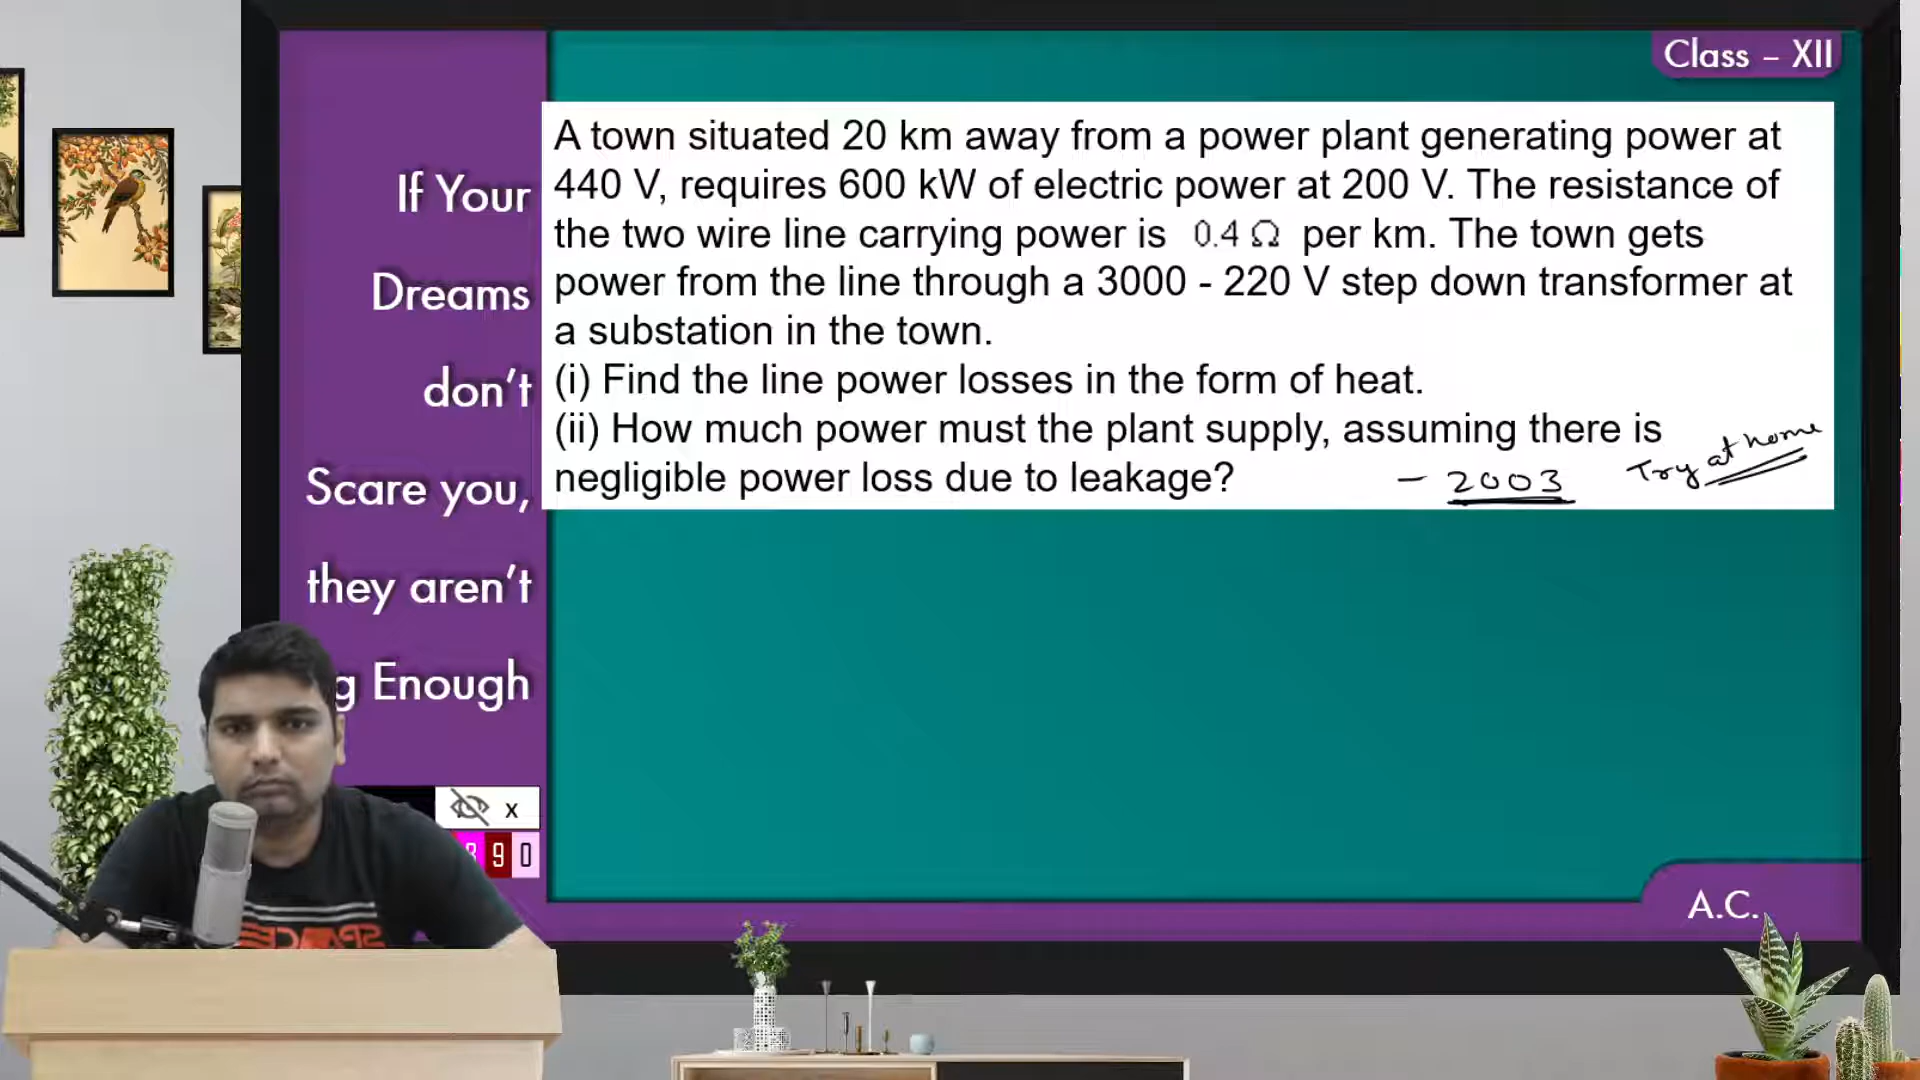 Class – XII
If Your
Dreams
don't
Scare you,
they aren't
g Enough
A town situated 20 km away from a power plant generating power at
440 V, requires 600 kW of electric power at 200 V. The resistance of
the two wire line carrying power is 0.4 Ω per km. The town gets
power from the line through a 3000 - 220 V step down transformer at
a substation in the town.
(i) Find the line power losses in the form of heat.
(ii) How much power must the plant supply, assuming there is
negligible power loss due to leakage?
– 2003
Try at home
x
9 0
A.C.